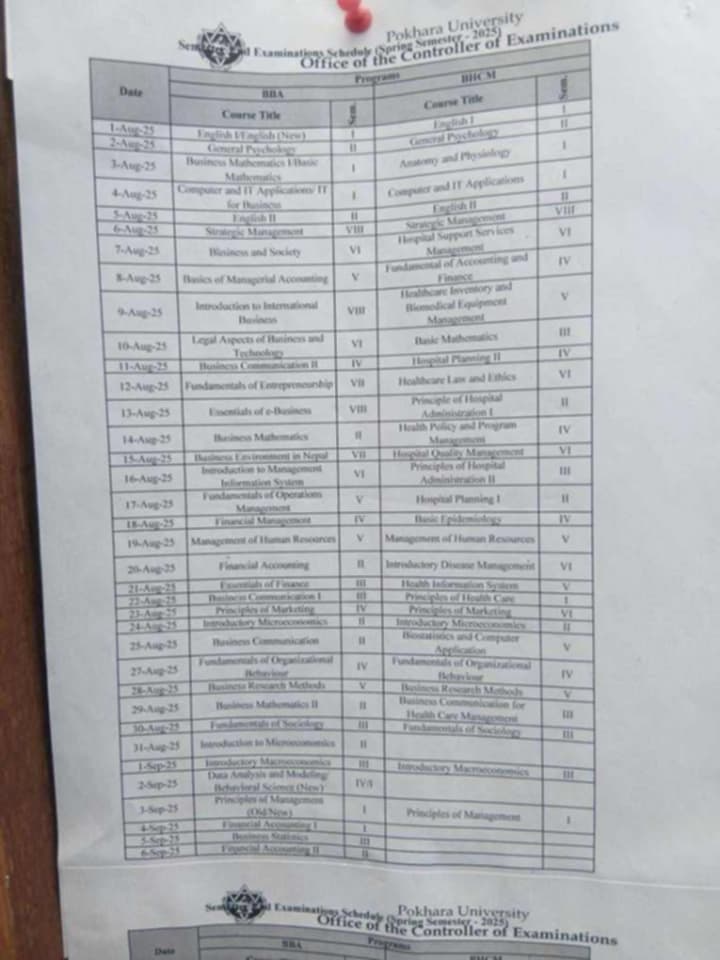 Pokhara University
Semester End Examinations Schedule (Spring Semester - 2025)
Office of the Controller of Examinations
Date Programs
BBA BHCM
Course Title Sem. Course Title Sem.
1-Aug-25 English I/English (New) I English I I
2-Aug-25 General Psychology II General Psychology II
3-Aug-25 Business Mathematics I/Basic Mathematics I Anatomy and Physiology I
4-Aug-25 Computer and IT Applications/ IT for Business I Computer and IT Applications I
5-Aug-25 English II II English II II
6-Aug-25 Strategic Management VIII Strategic Management VIII
7-Aug-25 Business and Society VI Hospital Support Services Management VI
8-Aug-25 Basics of Managerial Accounting V Fundamental of Accounting and Finance IV
9-Aug-25 Introduction to International Business VIII Healthcare Inventory and Biomedical Equipment Management V
10-Aug-25 Legal Aspects of Business and Technology VI Basic Mathematics III
11-Aug-25 Business Communication II IV Hospital Planning II IV
12-Aug-25 Fundamentals of Entrepreneurship VII Healthcare Law and Ethics VI
13-Aug-25 Essentials of e-Business VIII Principle of Hospital Administration I II
14-Aug-25 Business Mathematics II Health Policy and Program Management IV
15-Aug-25 Business Environment in Nepal VII Hospital Quality Management VI
16-Aug-25 Introduction to Management Information System VI Principles of Hospital Administration II III
17-Aug-25 Fundamentals of Operations Management V Hospital Planning I II
18-Aug-25 Financial Management IV Basic Epidemiology IV
19-Aug-25 Management of Human Resources V Management of Human Resources V
20-Aug-25 Financial Accounting II Introductory Disease Management VI
21-Aug-25 Essentials of Finance III Health Information System V
22-Aug-25 Business Communication I III Principles of Health Care I
23-Aug-25 Principles of Marketing IV Principles of Marketing VI
24-Aug-25 Introductory Microeconomics II Introductory Microeconomics II
25-Aug-25 Business Communication II Biostatistics and Computer Application V
27-Aug-25 Fundamentals of Organizational Behaviour IV Fundamentals of Organizational Behaviour IV
28-Aug-25 Business Research Methods V Business Research Methods V
29-Aug-25 Business Mathematics II II Business Communication for Health Care Management III
30-Aug-25 Fundamentals of Sociology III Fundamentals of Sociology III
31-Aug-25 Introduction to Microeconomics II
1-Sep-25 Introductory Macroeconomics III Introductory Macroeconomics III
2-Sep-25 Data Analysis and Modeling/ Behavioral Science (New) IV/I
3-Sep-25 Principles of Management (Old/New) I Principles of Management I
4-Sep-25 Financial Accounting I I
5-Sep-25 Business Statistics III
6-Sep-25 Financial Accounting II II
Pokhara University
Semester End Examinations Schedule (Spring Semester - 2025)
Office of the Controller of Examinations
Date Programs
BBA BHCM